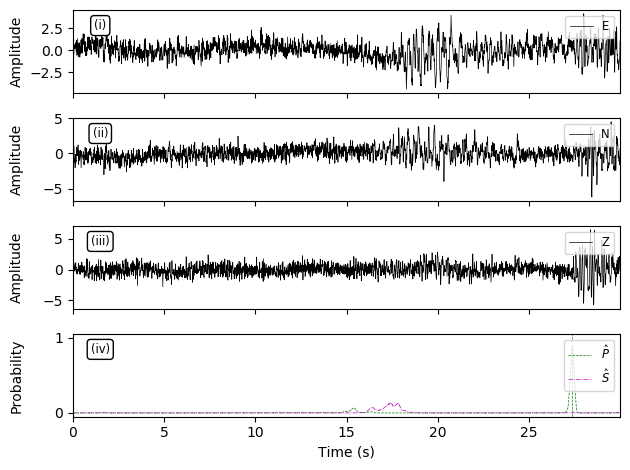 (i)
E
Amplitude
2.5
0.0
−2.5
(ii)
N
Amplitude
5
0
−5
(iii)
Z
Amplitude
5
0
−5
(iv)
P̂
Ŝ
Probability
1
0
0 5 10 15 20 25
Time (s)